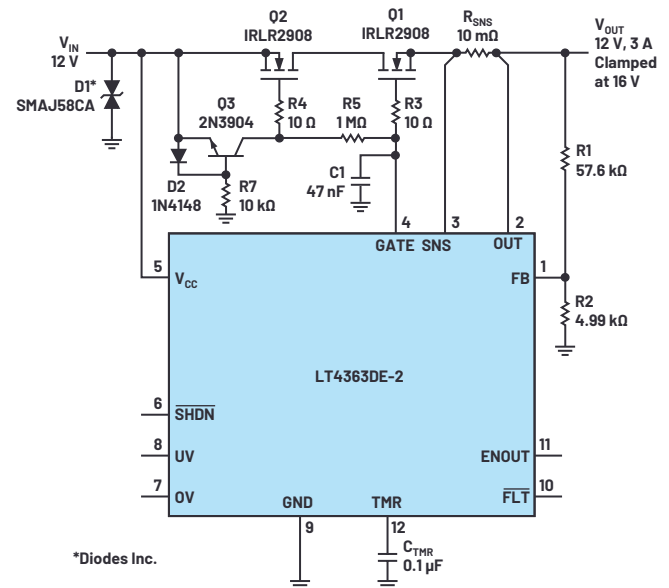 Q2
IRLR2908
Q1
IRLR2908
RSNS
10 mΩ
VIN
12 V
VOUT
12 V, 3 A
Clamped
at 16 V
D1*
SMAJ58CA
Q3
2N3904
R4
10 Ω
R5
1 MΩ
R3
10 Ω
D2
1N4148
R7
10 kΩ
C1
47 nF
R1
57.6 kΩ
4
3
2
GATE
SNS
OUT
5
VCC
FB
1
R2
4.99 kΩ
LT4363DE-2
6
SHDN
8
UV
ENOUT
11
7
OV
FLT
10
GND
TMR
9
12
CTMR
0.1 µF
*Diodes Inc.